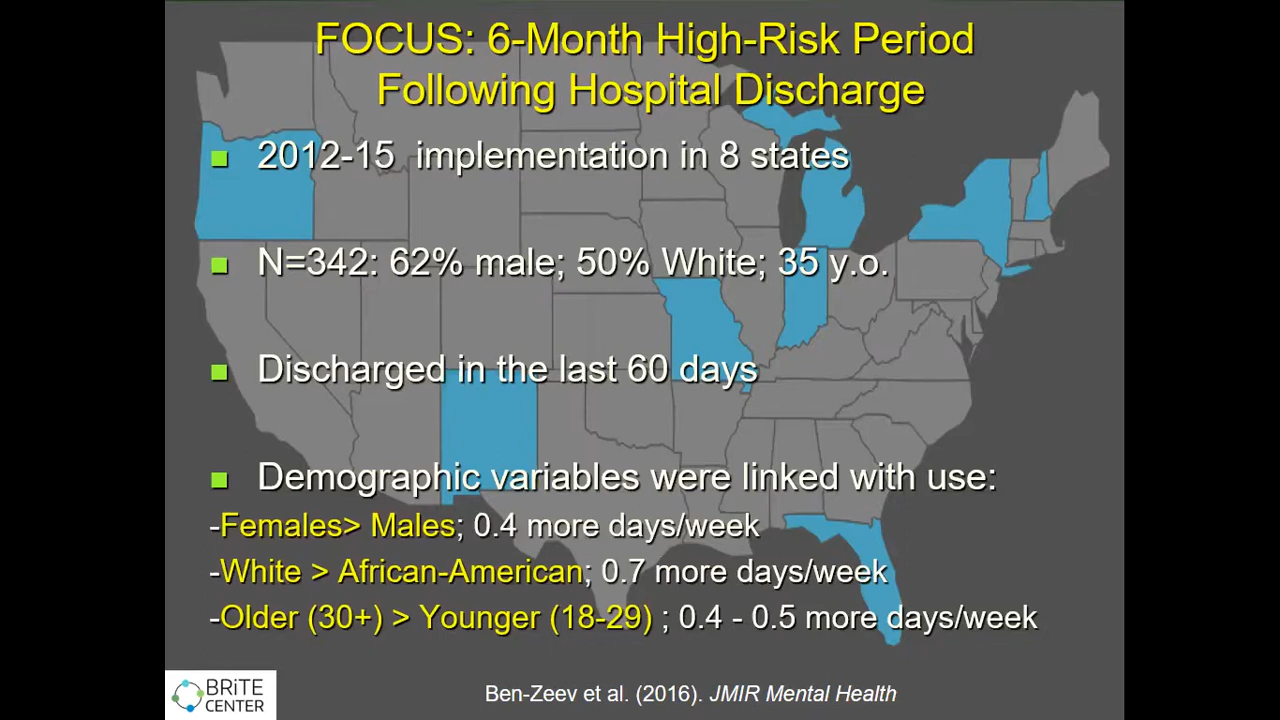 FOCUS: 6-Month High-Risk Period
Following Hospital Discharge
2012-15 implementation in 8 states
N=342: 62% male; 50% White; 35 y.o.
Discharged in the last 60 days
Demographic variables were linked with use:
-Females> Males; 0.4 more days/week
-White > African-American; 0.7 more days/week
-Older (30+) > Younger (18-29) ; 0.4 - 0.5 more days/week
BRiTE
CENTER
Ben-Zeev et al. (2016). JMIR Mental Health